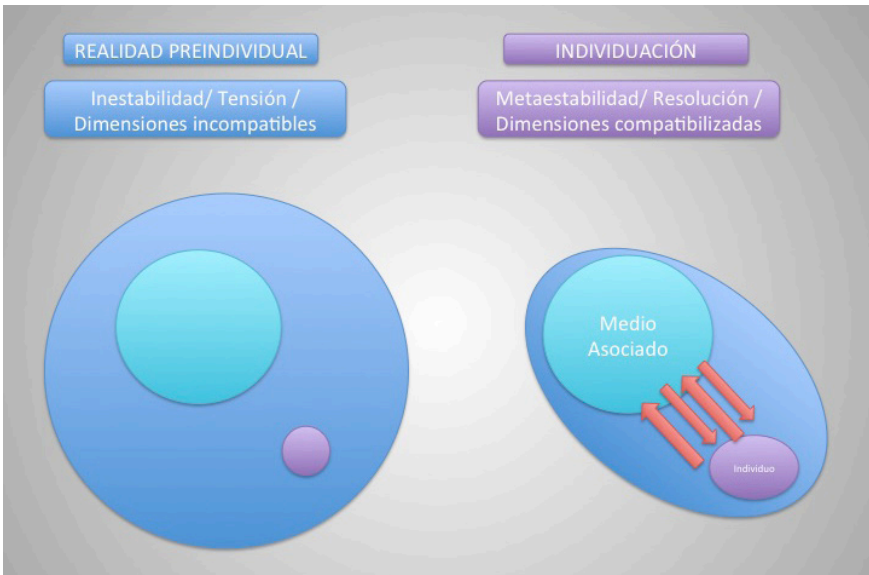 REALIDAD PREINDIVIDUAL
Inestabilidad/ Tensión /
Dimensiones incompatibles
INDIVIDUACIÓN
Metaestabilidad/ Resolución /
Dimensiones compatibilizadas
Medio
Asociado
Individuo